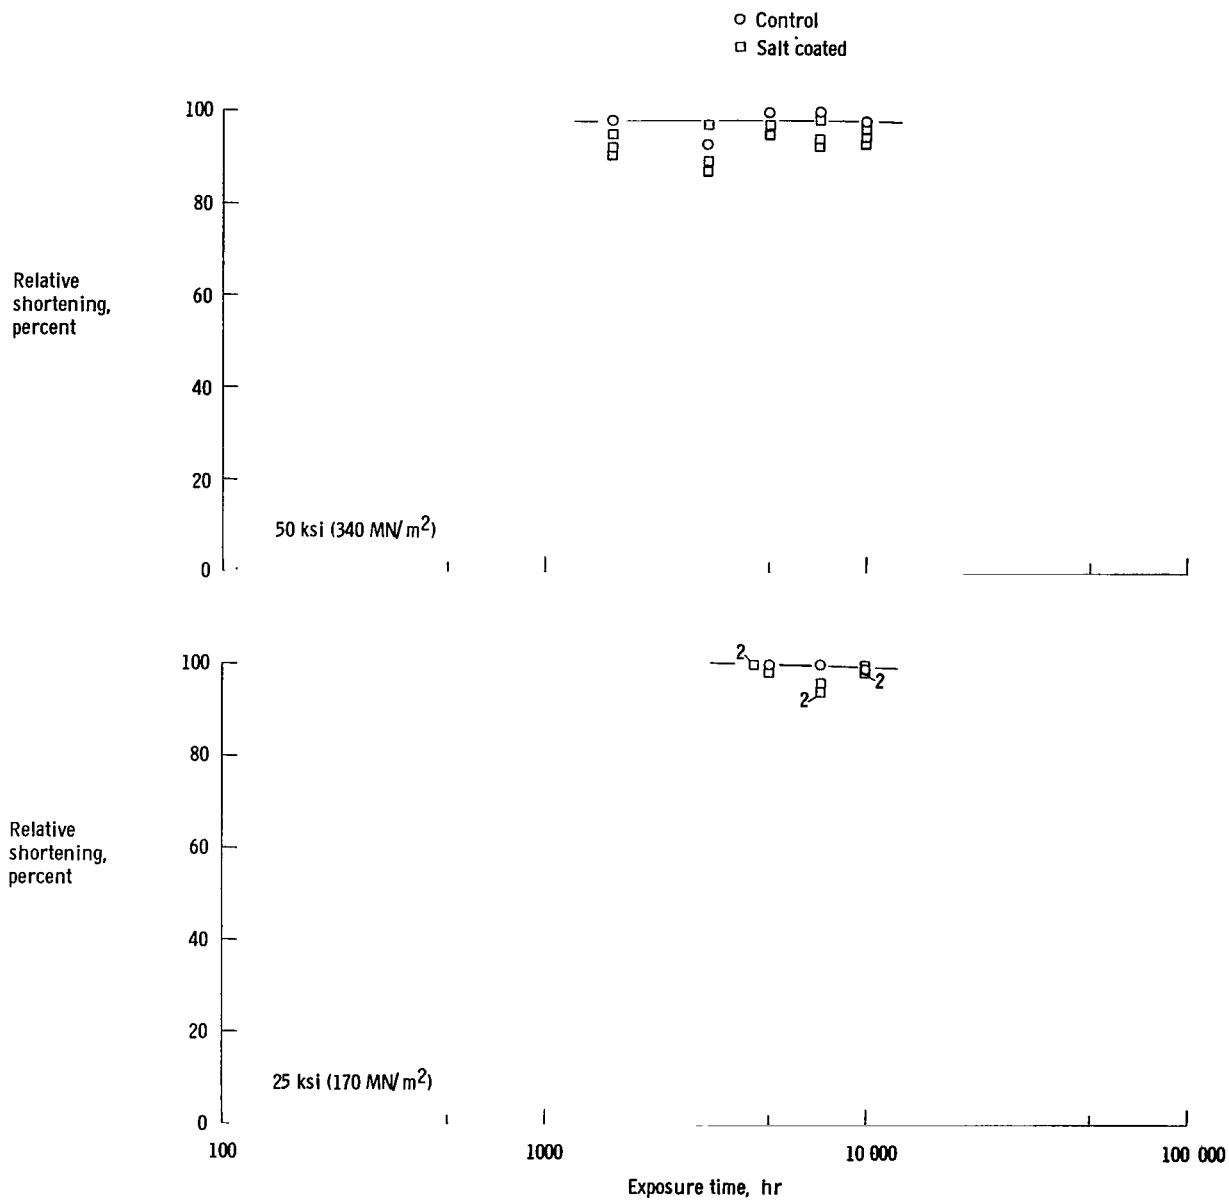 Control
Salt coated
100
80
60
40
20
0
Relative
shortening,
percent
50 ksi (340 MN/m²)
100
80
60
40
20
0
Relative
shortening,
percent
2
2
2
25 ksi (170 MN/m²)
100
1000
10 000
100 000
Exposure time, hr